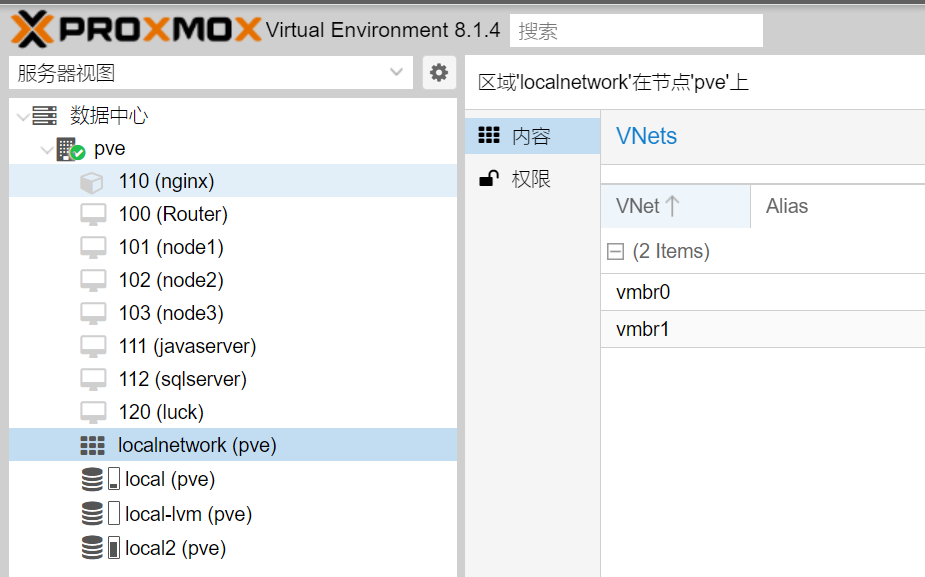 PROXMOX Virtual Environment 8.1.4 搜索
服务器视图
数据中心
pve
110 (nginx)
100 (Router)
101 (node1)
102 (node2)
103 (node3)
111 (javaserver)
112 (sqlserver)
120 (luck)
localnetwork (pve)
local (pve)
local-lvm (pve)
local2 (pve)
区域'localnetwork'在节点'pve'上
内容
权限
VNets
VNet Alias
(2 Items)
vmbr0
vmbr1